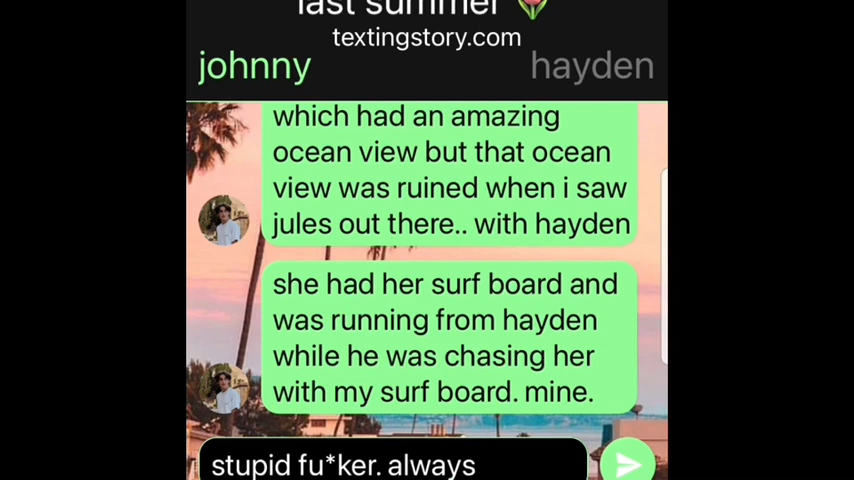 last summer 🌷
textingstory.com
johnny hayden
which had an amazing
ocean view but that ocean
view was ruined when i saw
jules out there.. with hayden
she had her surf board and
was running from hayden
while he was chasing her
with my surf board. mine.
stupid fu*ker. always